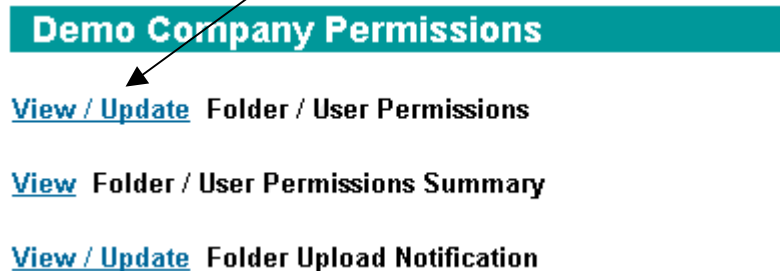 Demo Company Permissions
View / Update Folder / User Permissions
View Folder / User Permissions Summary
View / Update Folder Upload Notification